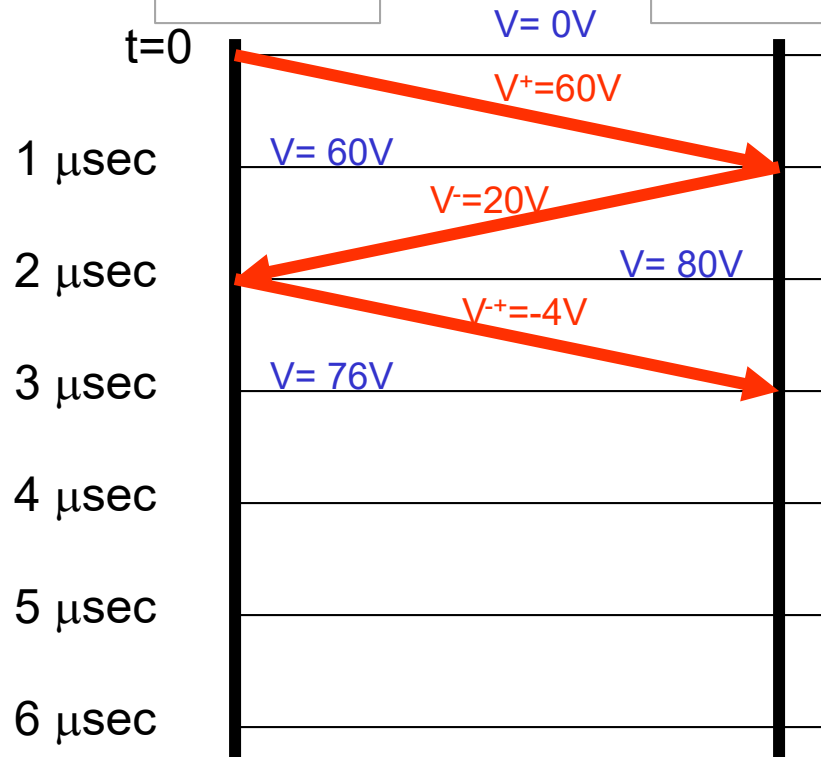 V= 0V
t=0
V⁺=60V
1 μsec
V= 60V
V⁻=20V
2 μsec
V= 80V
V⁻⁺=-4V
3 μsec
V= 76V
4 μsec
5 μsec
6 μsec